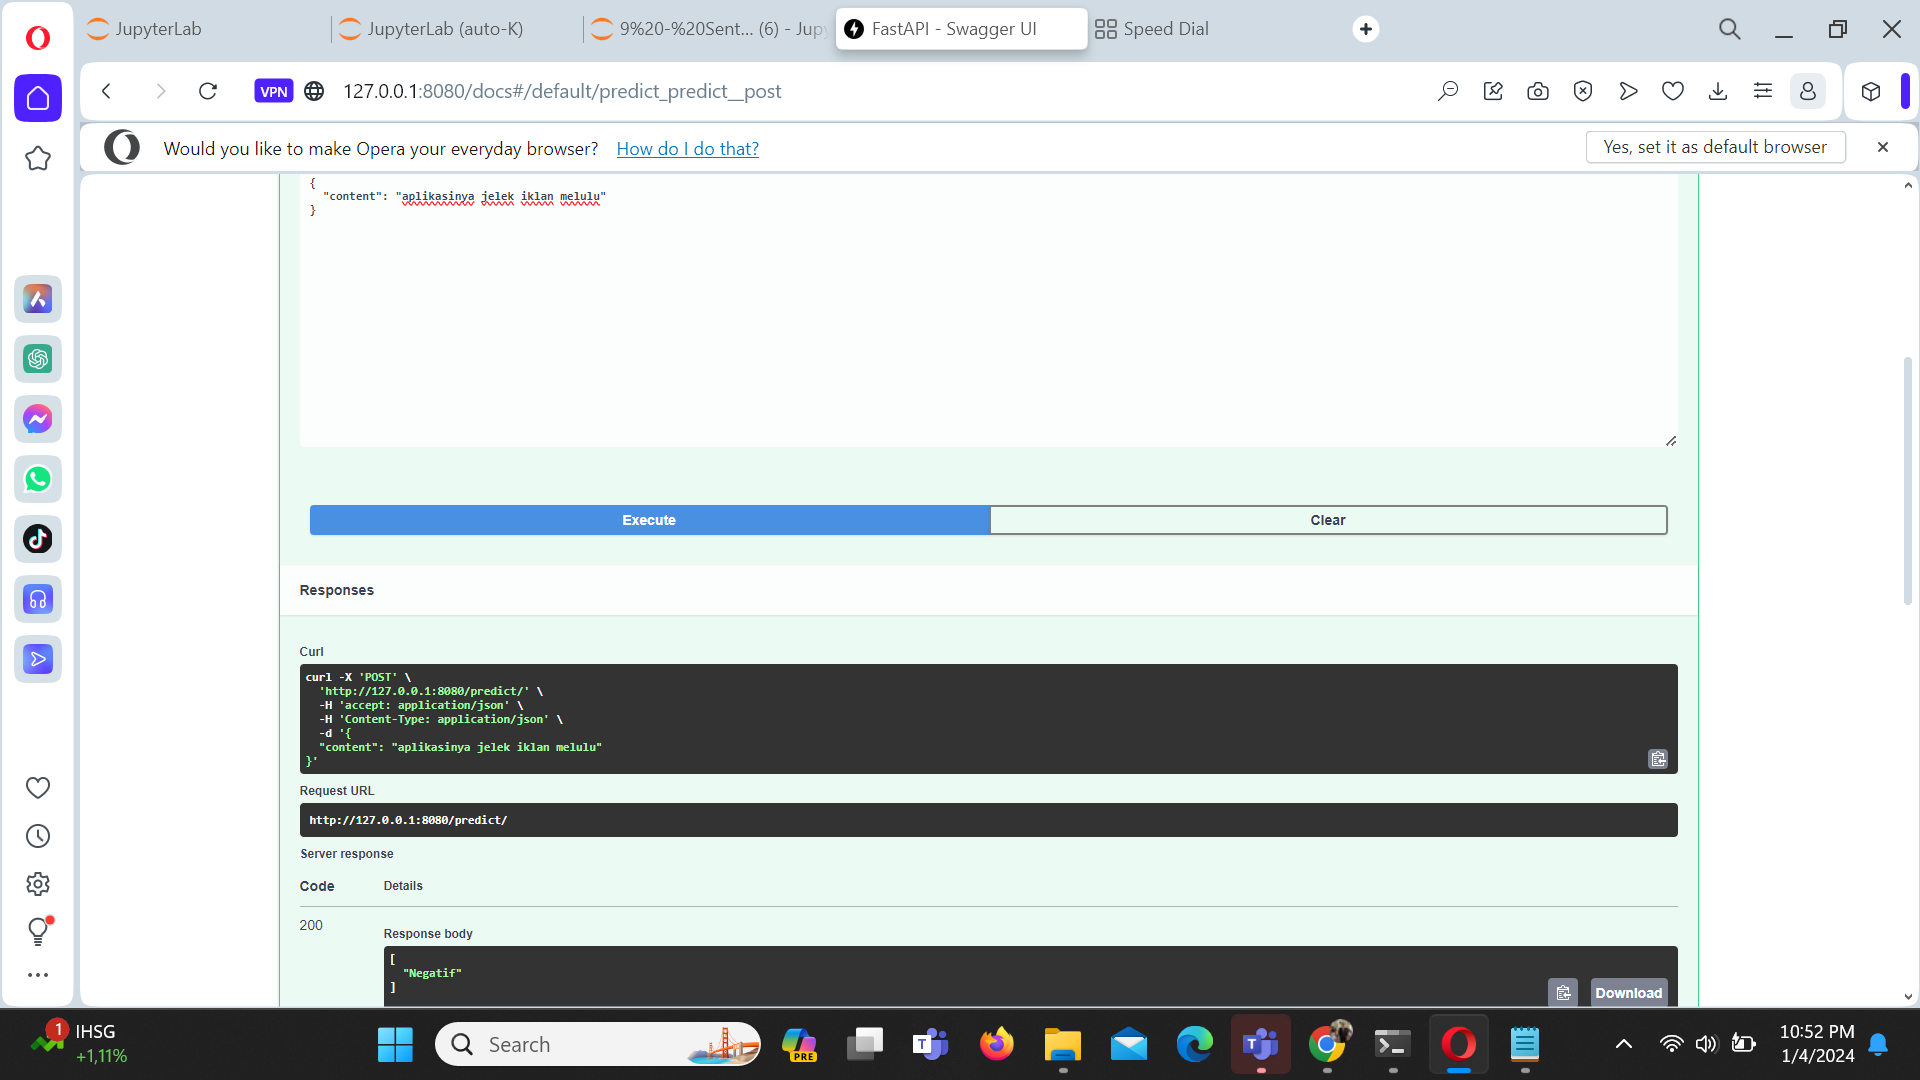 JupyterLab
JupyterLab (auto-K)
9%20-%20Sent... (6) - Jup
FastAPI - Swagger UI
Speed Dial
VPN
127.0.0.1:8080/docs#/default/predict_predict__post
Would you like to make Opera your everyday browser? How do I do that?
Yes, set it as default browser
{
"content": "aplikasinya jelek iklan melulu"
}
Execute
Clear
Responses
Curl
curl -X 'POST' \
'http://127.0.0.1:8080/predict/' \
-H 'accept: application/json' \
-H 'Content-Type: application/json' \
-d '{
"content": "aplikasinya jelek iklan melulu"
}'
Request URL
http://127.0.0.1:8080/predict/
Server response
Code
Details
200
Response body
[
"Negatif"
]
Download
1
IHSG
+1,11%
Search
PRE
10:52 PM
1/4/2024